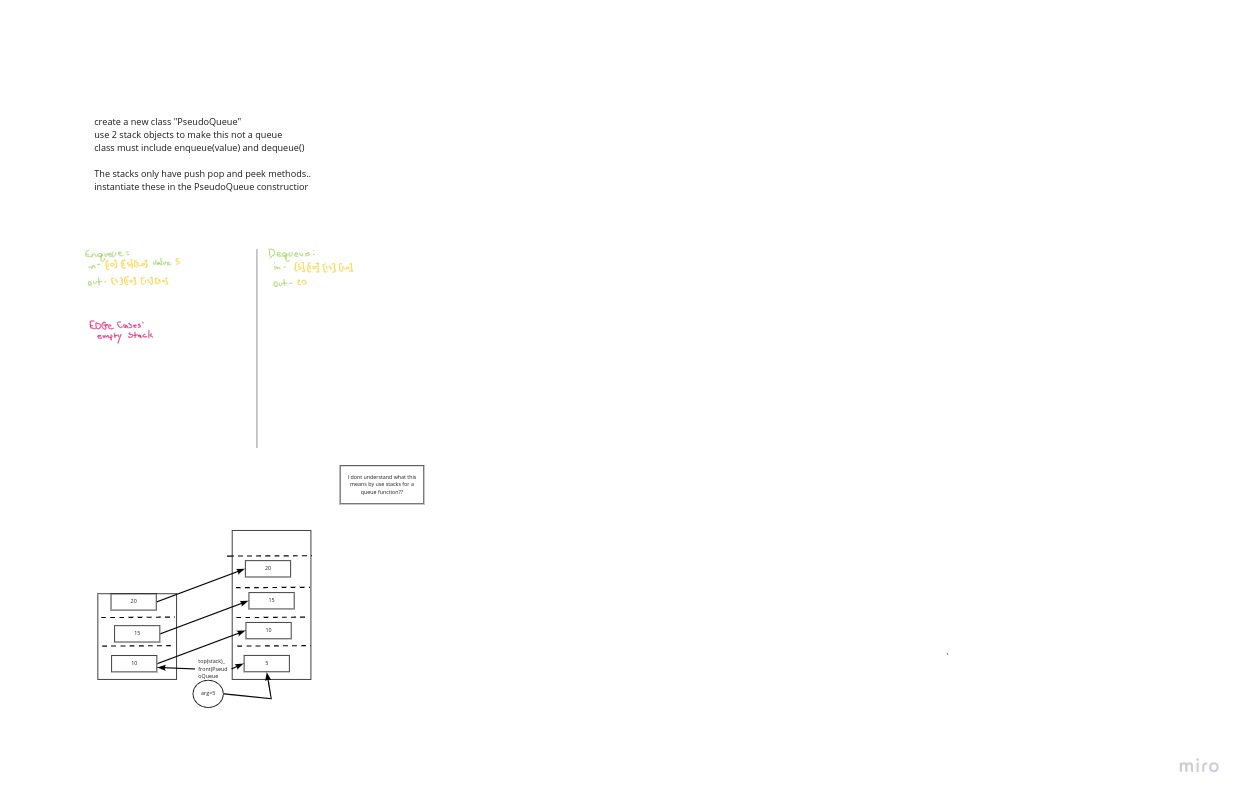 create a new class "PseudoQueue"
use 2 stack objects to make this not a queue
class must include enqueue(value) and dequeue()
The stacks only have push pop and peek methods..
instantiate these in the PseudoQueue constructior
Enqueue:
in- [10] [15] [20] value 5
out- [5] [10] [15] [20]
Dequeue:
in- [5] [10] [15] [20]
out- 20
EDGe Cases:
empty Stack
I dont understand what this
means by use stacks for a
queue function??
20
15
10
20
15
10
5
top(stack)_
front(Pseud
oQueue
arg=5
miro